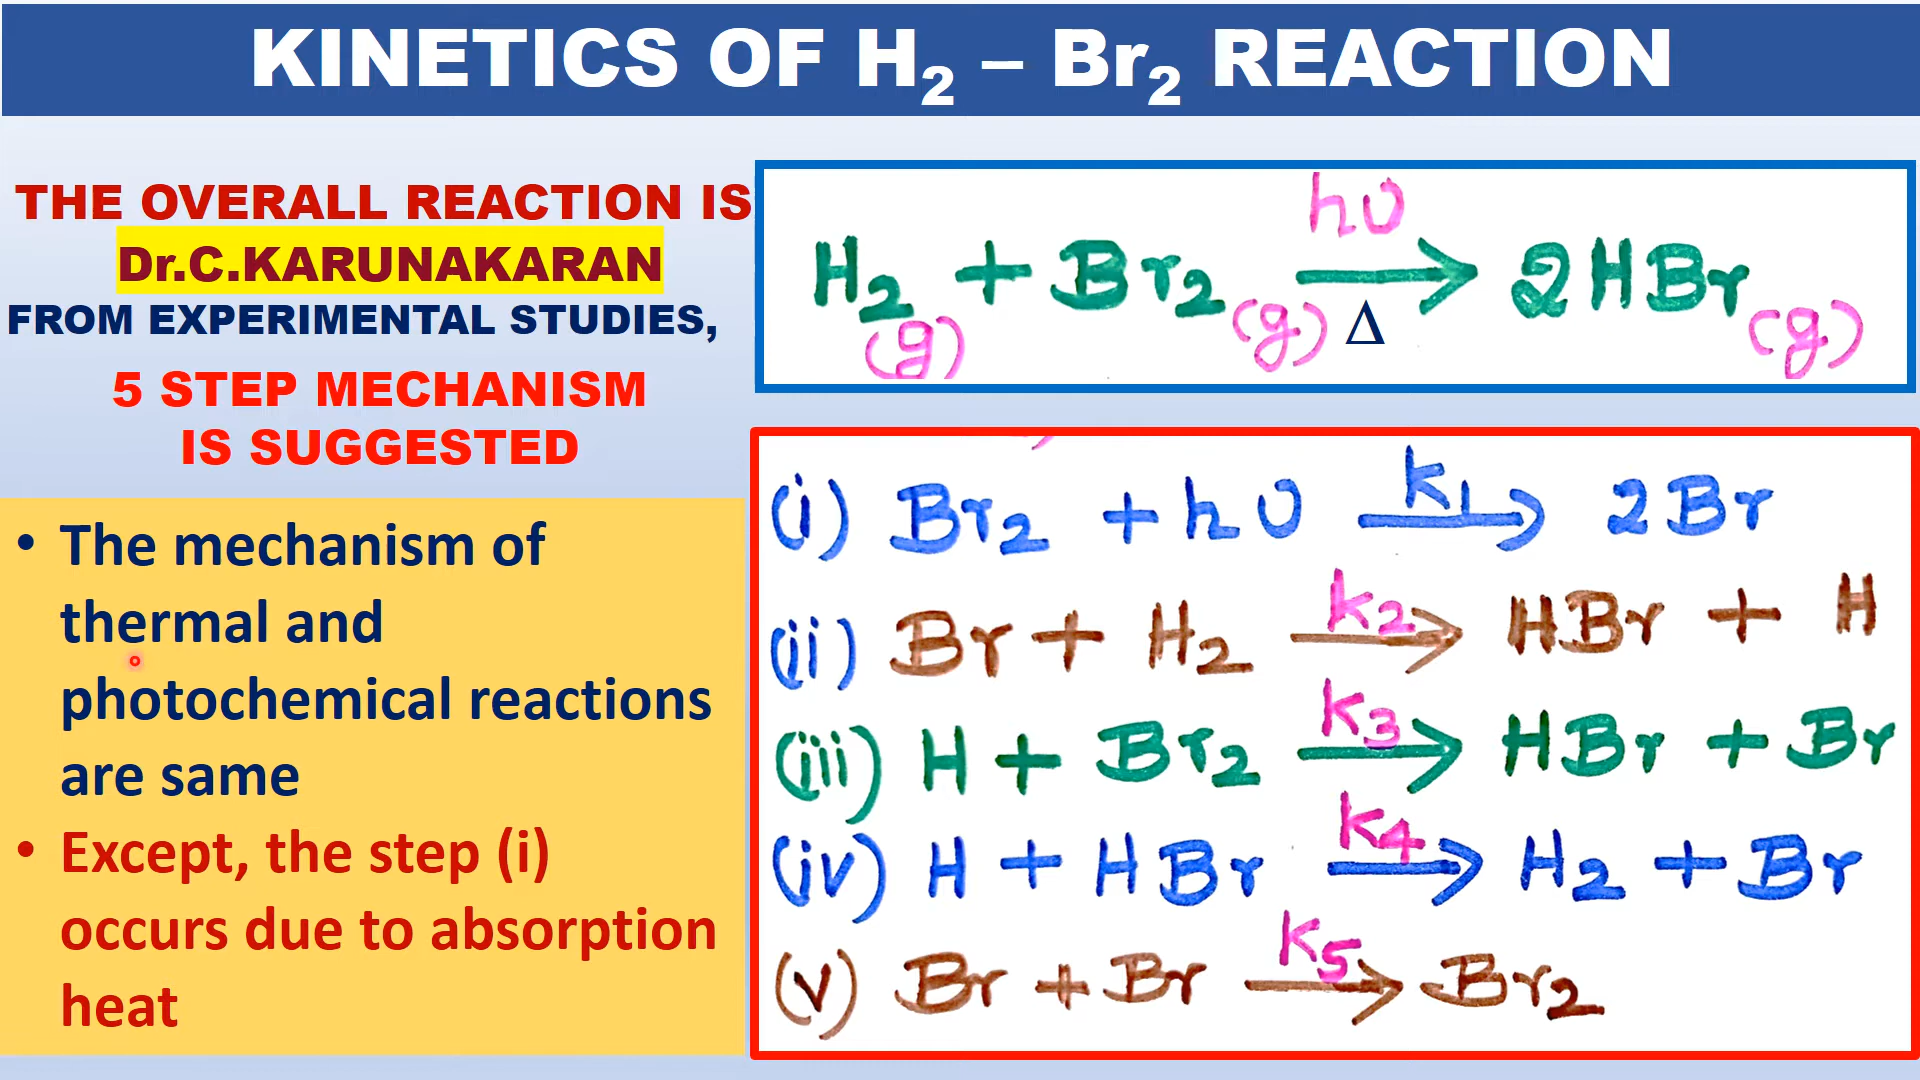 KINETICS OF H₂ – Br₂ REACTION
THE OVERALL REACTION IS
Dr.C.KARUNAKARAN
FROM EXPERIMENTAL STUDIES,
5 STEP MECHANISM
IS SUGGESTED
• The mechanism of
thermal and
photochemical reactions
are same
• Except, the step (i)
occurs due to absorption
heat
hυ
H₂ + Br₂ → 2HBr
(g) (g) Δ (g)
(i) Br₂ + hυ k₁→ 2Br
(ii) Br + H₂ k₂→ HBr + H
(iii) H + Br₂ k₃→ HBr + Br
(iv) H + HBr k₄→ H₂ + Br
(v) Br + Br k₅→ Br₂